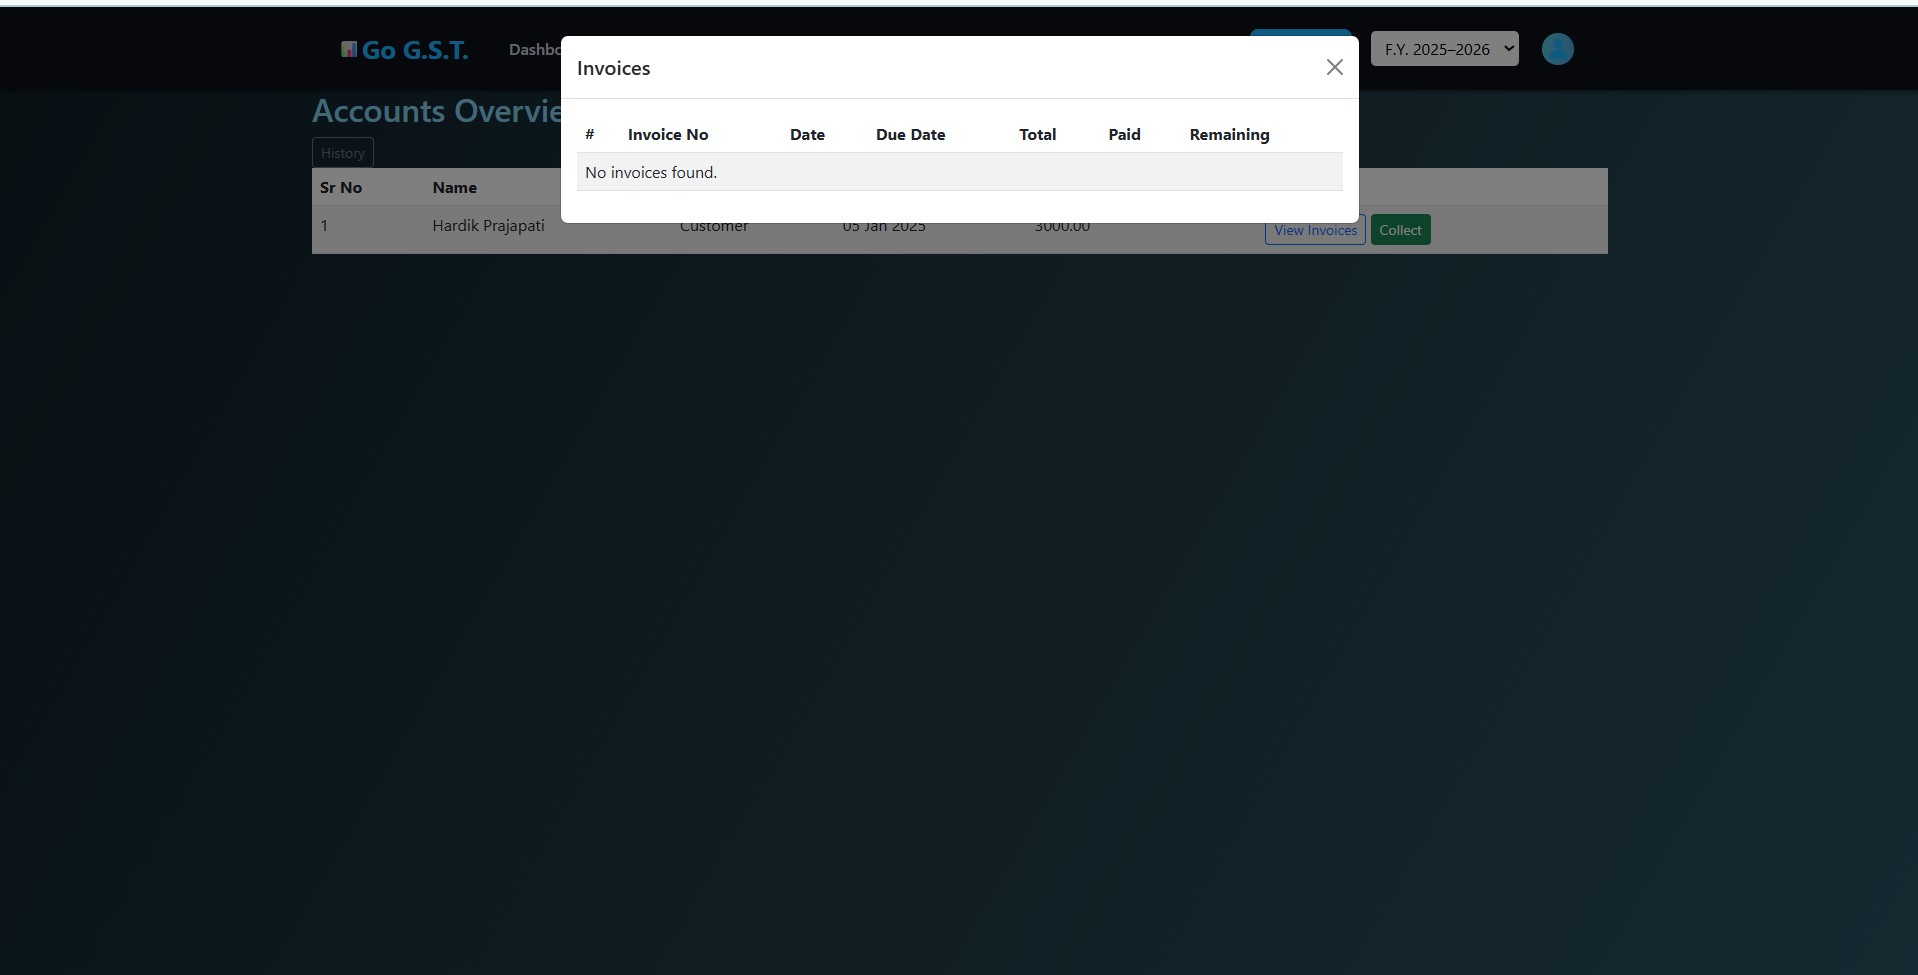 Go G.S.T.
Dashbo
F.Y. 2025–2026
Invoices
# Invoice No Date Due Date Total Paid Remaining
No invoices found.
Accounts Overvie
History
Sr No Name
1 Hardik Prajapati Customer 05 Jan 2025 3000.00 View Invoices Collect